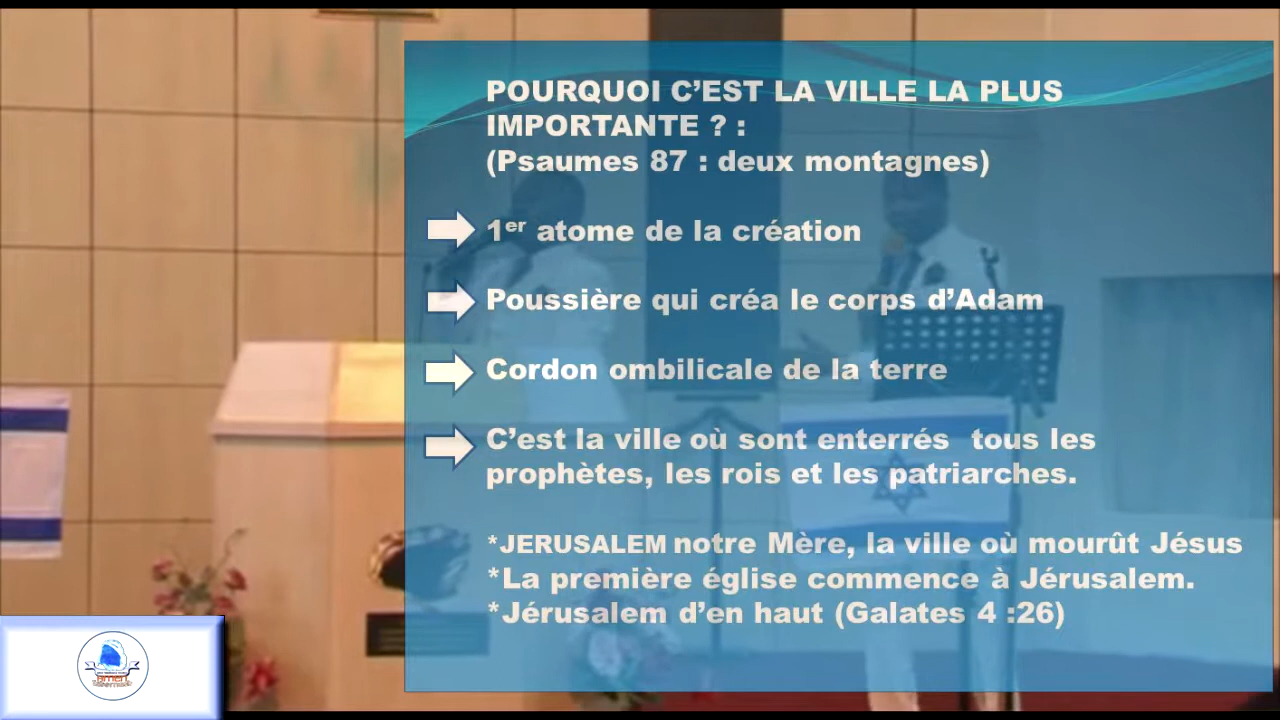 POURQUOI C'EST LA VILLE LA PLUS
IMPORTANTE ? :
(Psaumes 87 : deux montagnes)
1er atome de la création
Poussière qui créa le corps d'Adam
Cordon ombilicale de la terre
C'est la ville où sont enterrés tous les
prophètes, les rois et les patriarches.
*JERUSALEM notre Mère, la ville où mourût Jésus
*La première église commence à Jérusalem.
*Jérusalem d'en haut (Galates 4 :26)